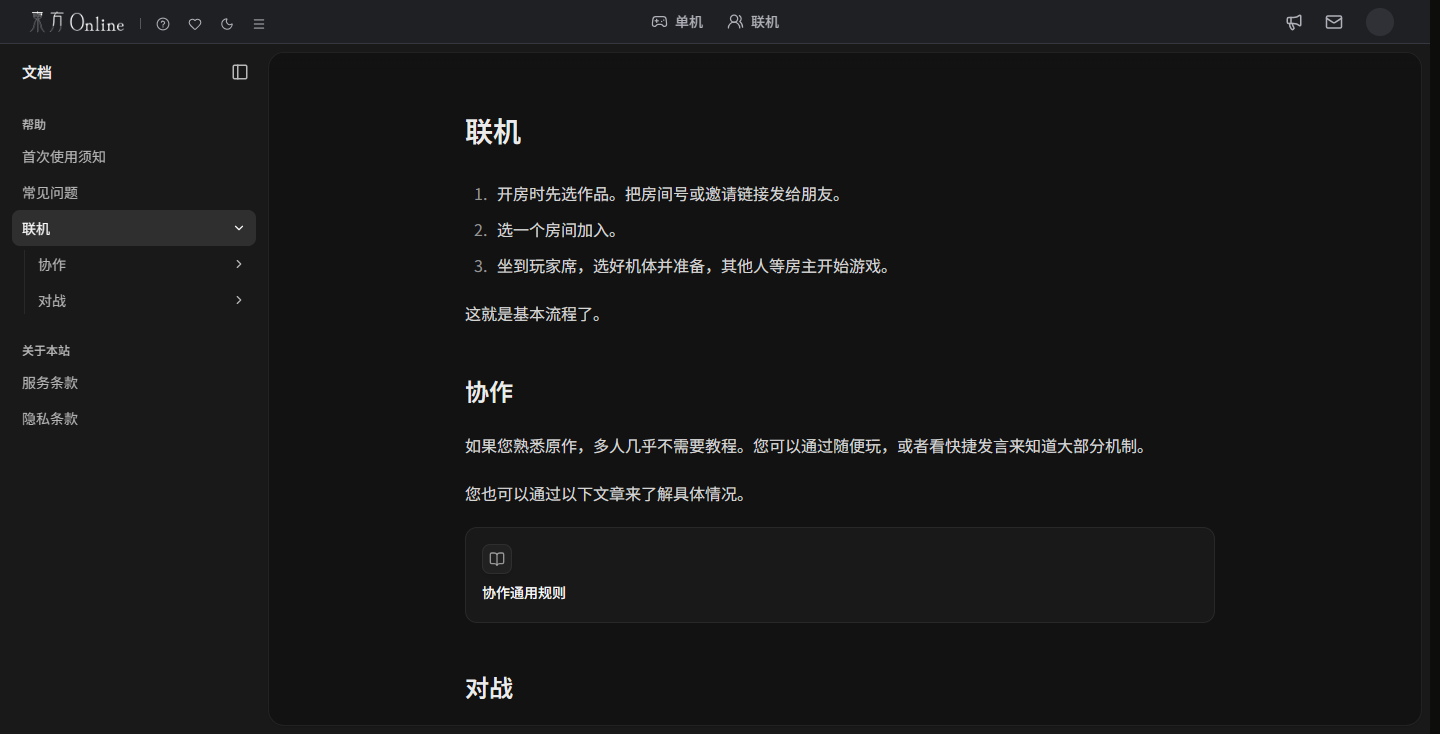 東方Online
单机
联机
文档
帮助
首次使用须知
常见问题
联机
协作
对战
关于本站
服务条款
隐私条款
联机
1. 开房时先选作品。把房间号或邀请链接发给朋友。
2. 选一个房间加入。
3. 坐到玩家席，选好机体并准备，其他人等房主开始游戏。
这就是基本流程了。
协作
如果您熟悉原作，多人几乎不需要教程。您可以通过随便玩，或者看快捷发言来知道大部分机制。
您也可以通过以下文章来了解具体情况。
协作通用规则
对战